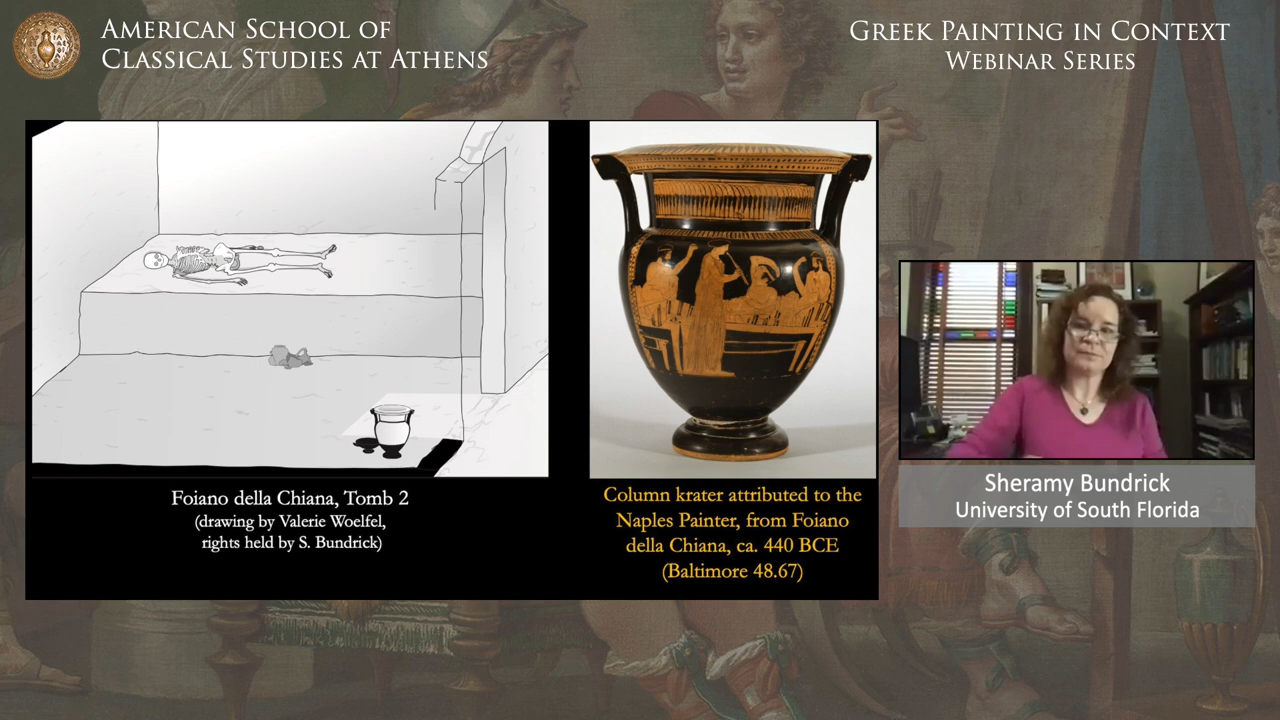 AMERICAN SCHOOL OF
CLASSICAL STUDIES AT ATHENS
GREEK PAINTING IN CONTEXT
WEBINAR SERIES
Foiano della Chiana, Tomb 2
(drawing by Valerie Woelfel,
rights held by S. Bundrick)
Column krater attributed to the
Naples Painter, from Foiano
della Chiana, ca. 440 BCE
(Baltimore 48.67)
Sheramy Bundrick
University of South Florida